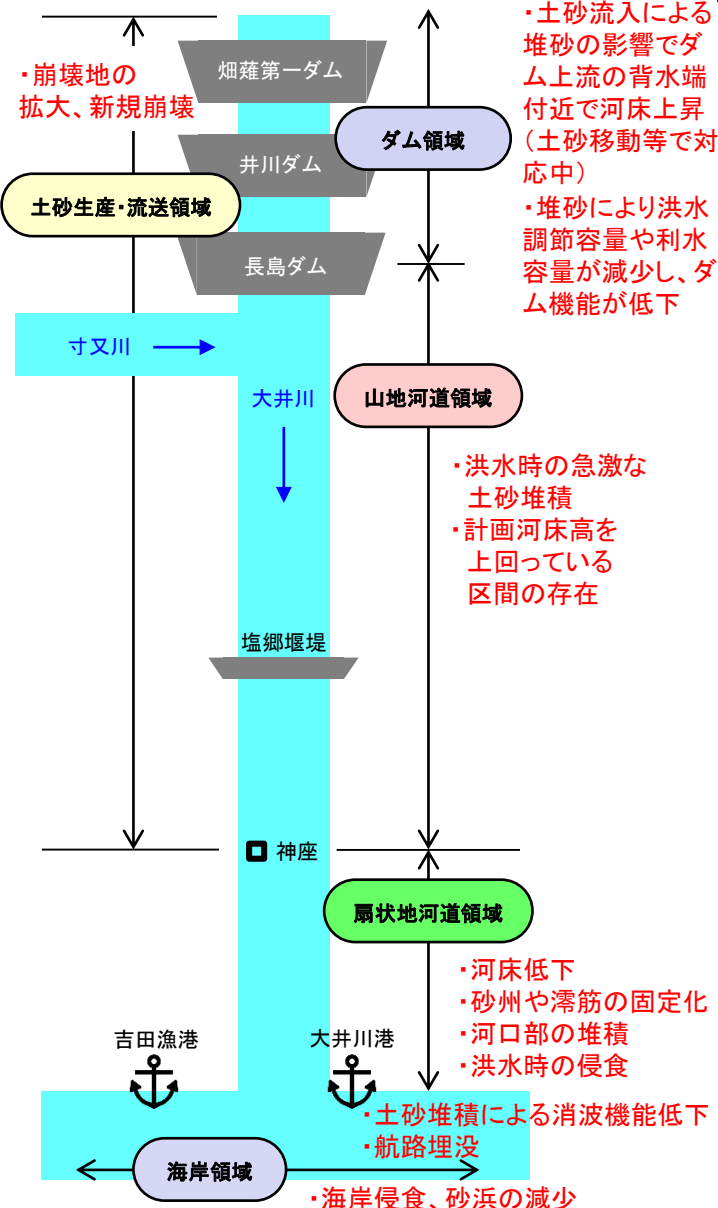 ・土砂流入による
堆砂の影響でダ
ム上流の背水端
付近で河床上昇
（土砂移動等で対
応中）
・堆砂により洪水
調節容量や利水
容量が減少し、ダ
ム機能が低下
・崩壊地の
拡大、新規崩壊
畑薙第一ダム
ダム領域
井川ダム
土砂生産・流送領域
長島ダム
寸又川
大井川
山地河道領域
・洪水時の急激な
土砂堆積
・計画河床高を
上回っている
区間の存在
塩郷堰堤
神座
扇状地河道領域
・河床低下
・砂州や澪筋の固定化
・河口部の堆積
・洪水時の侵食
吉田漁港
大井川港
・土砂堆積による消波機能低下
・航路埋没
海岸領域
・海岸侵食、砂浜の減少